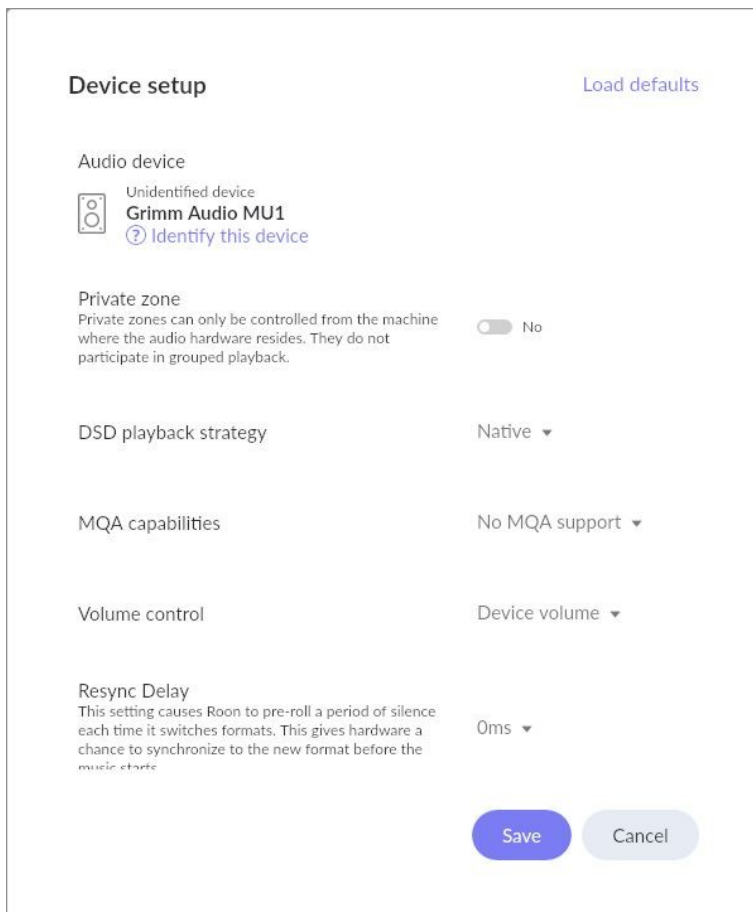 Device setup
Load defaults
Audio device
Unidentified device
Grimm Audio MU1
? Identify this device
Private zone
Private zones can only be controlled from the machine
where the audio hardware resides. They do not
participate in grouped playback.
No
DSD playback strategy
Native
MQA capabilities
No MQA support
Volume control
Device volume
Resync Delay
This setting causes Roon to pre-roll a period of silence
each time it switches formats. This gives hardware a
chance to synchronize to the new format before the
music starts
0ms
Save
Cancel